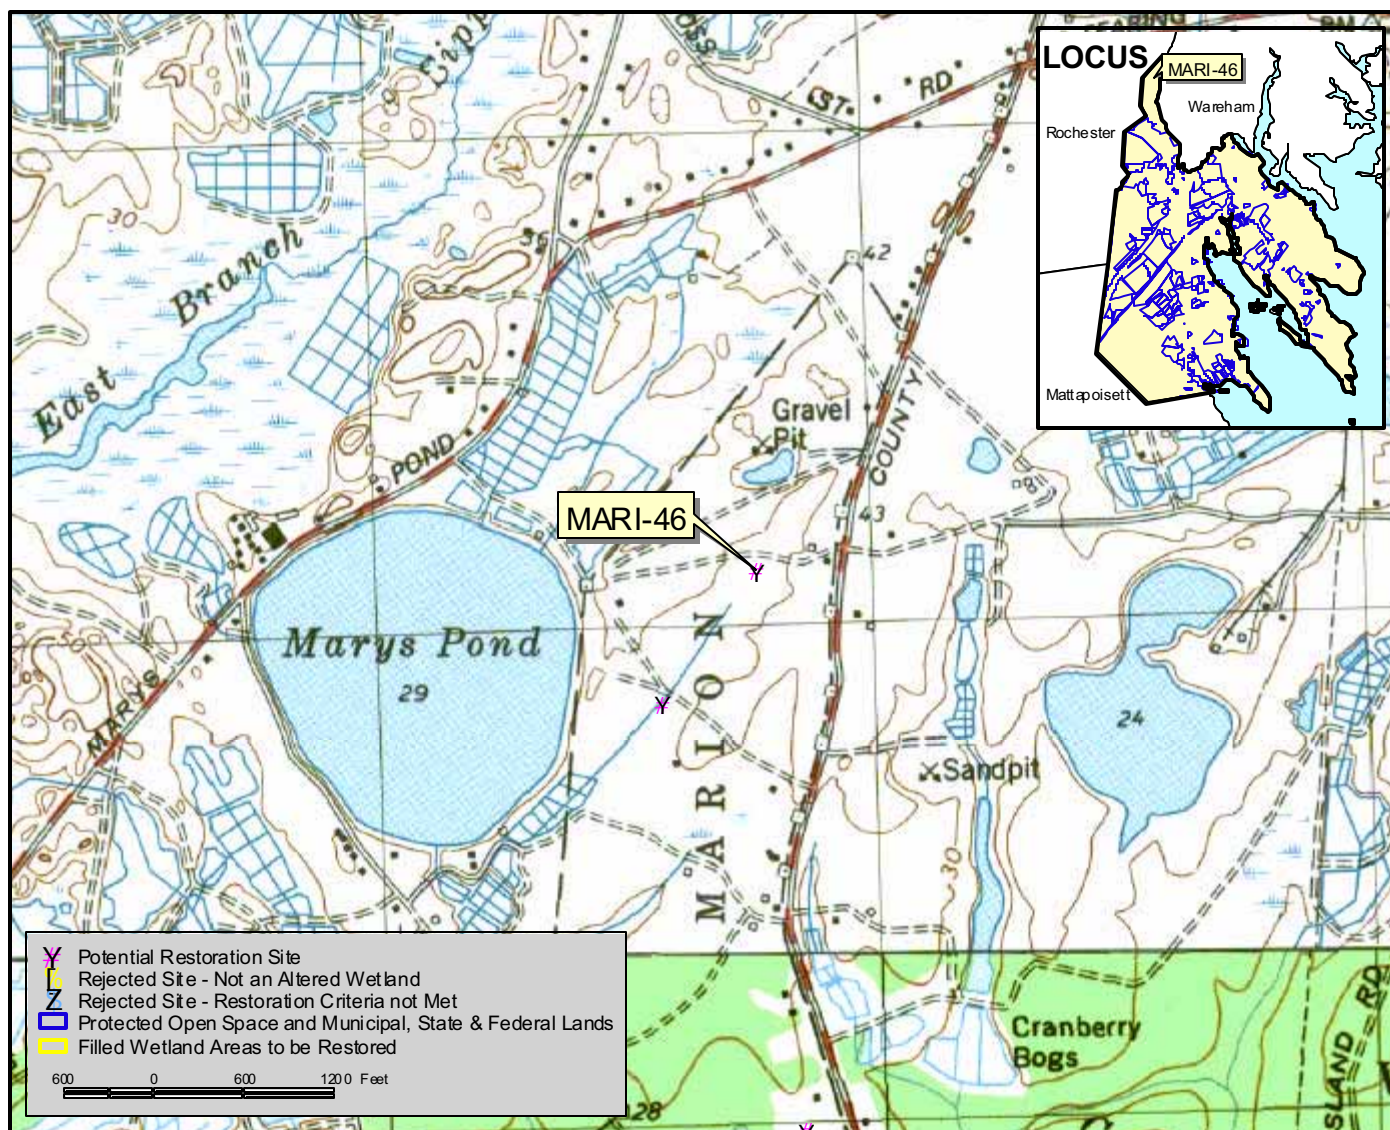 LOCUS
MARI-46
Wareham
Rochester
Mattapoisett
RD
ST
30
42
East Branch
POND
Gravel
Pit
COUNTY
43
MARI-46
Marys Pond
29
MARYS
MARION
24
Sandpit
30
Cranberry
Bogs
ISLAND RD
28
Potential Restoration Site
Rejected Site - Not an Altered Wetland
Rejected Site - Restoration Criteria not Met
Protected Open Space and Municipal, State & Federal Lands
Filled Wetland Areas to be Restored
600 0 600 1200 Feet